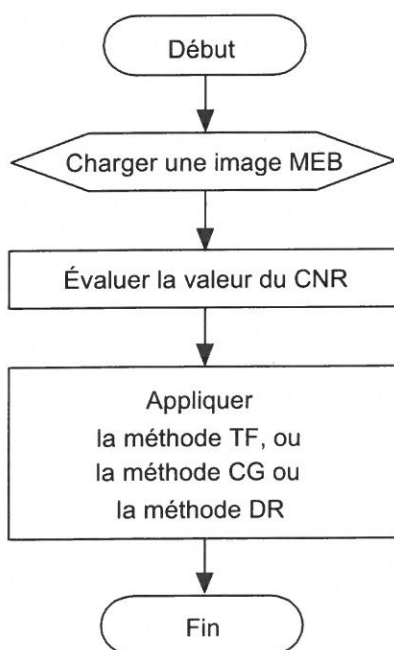 Début
Charger une image MEB
Évaluer la valeur du CNR
Appliquer
la méthode TF, ou
la méthode CG ou
la méthode DR
Fin